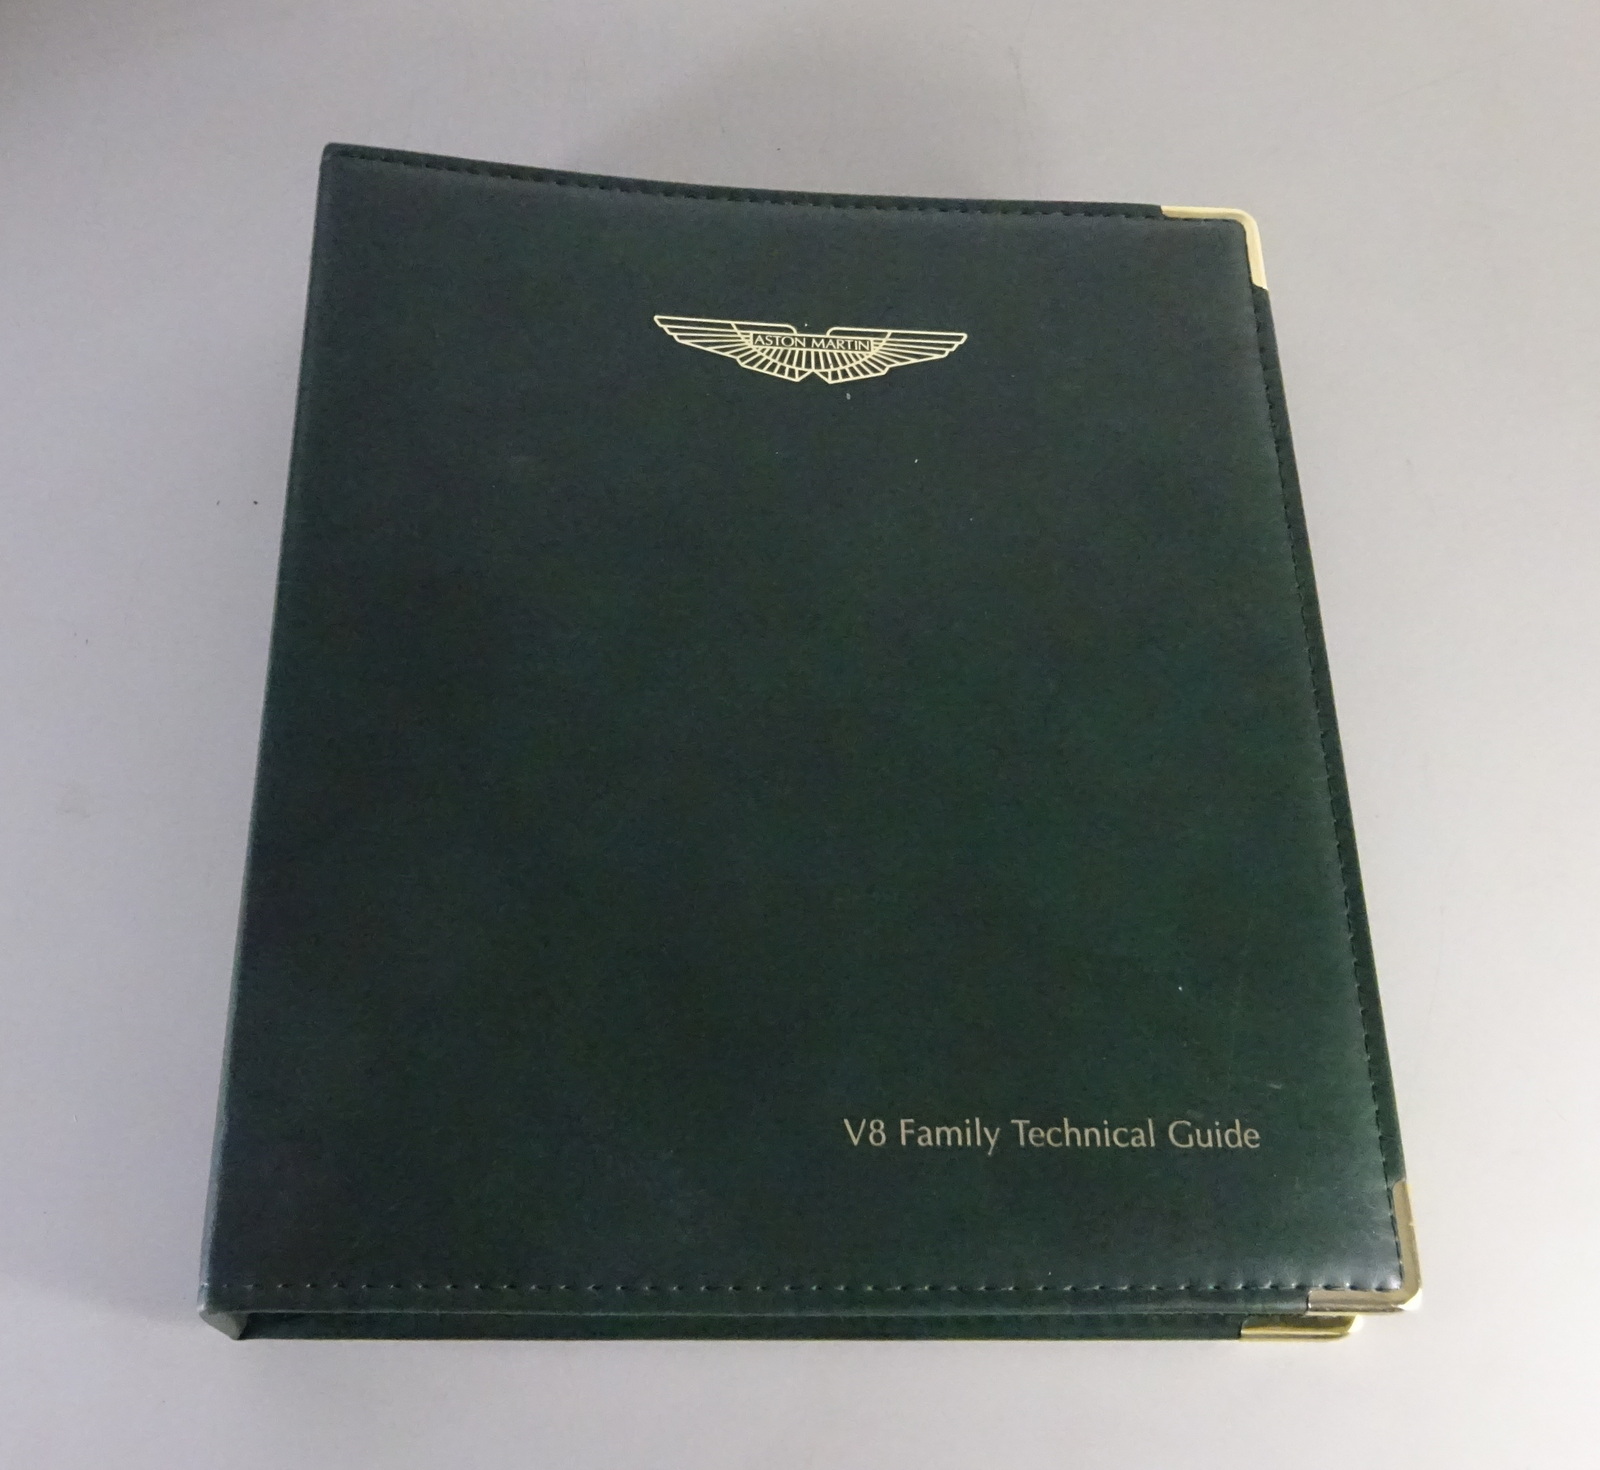 ASTON MARTIN
V8 Family Technical Guide